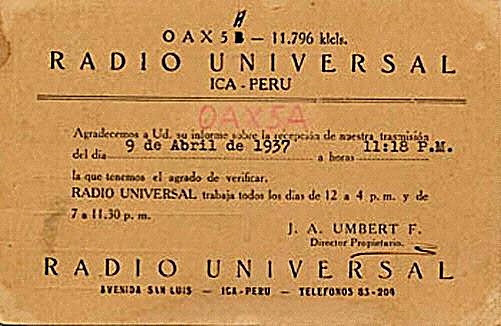 A
OAX5B — 11.796 klcls.
RADIO UNIVERSAL
ICA - PERU
OAX5A
Agradecemos a Ud. su informe sobre la recepción de nuestra trasmisión
del día 9 de Abril de 1937 a horas 11:18 P.M.
la que tenemos el agrado de verificar.
RADIO UNIVERSAL trabaja todos los días de 12 a 4 p. m. y de
7 a 11.30 p. m.
J. A. UMBERT F.
Director Propietario.
RADIO UNIVERSAL
AVENIDA SAN LUIS — ICA-PERU — TELEFONOS 83-204